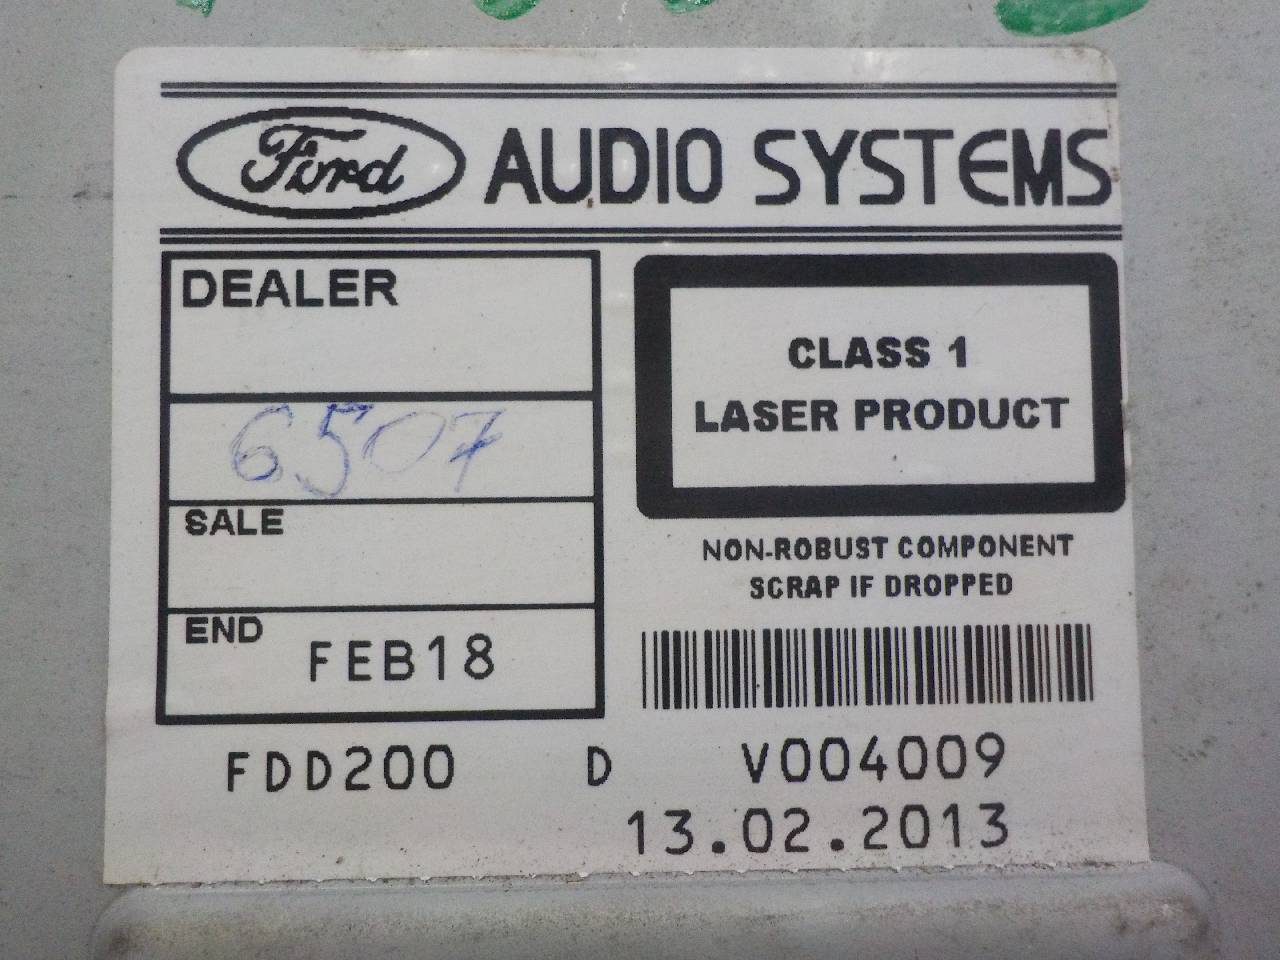 Ford AUDIO SYSTEMS
DEALER
6507
SALE
END FEB18
CLASS 1
LASER PRODUCT
NON-ROBUST COMPONENT
SCRAP IF DROPPED
FDD200 D V004009
13.02.2013